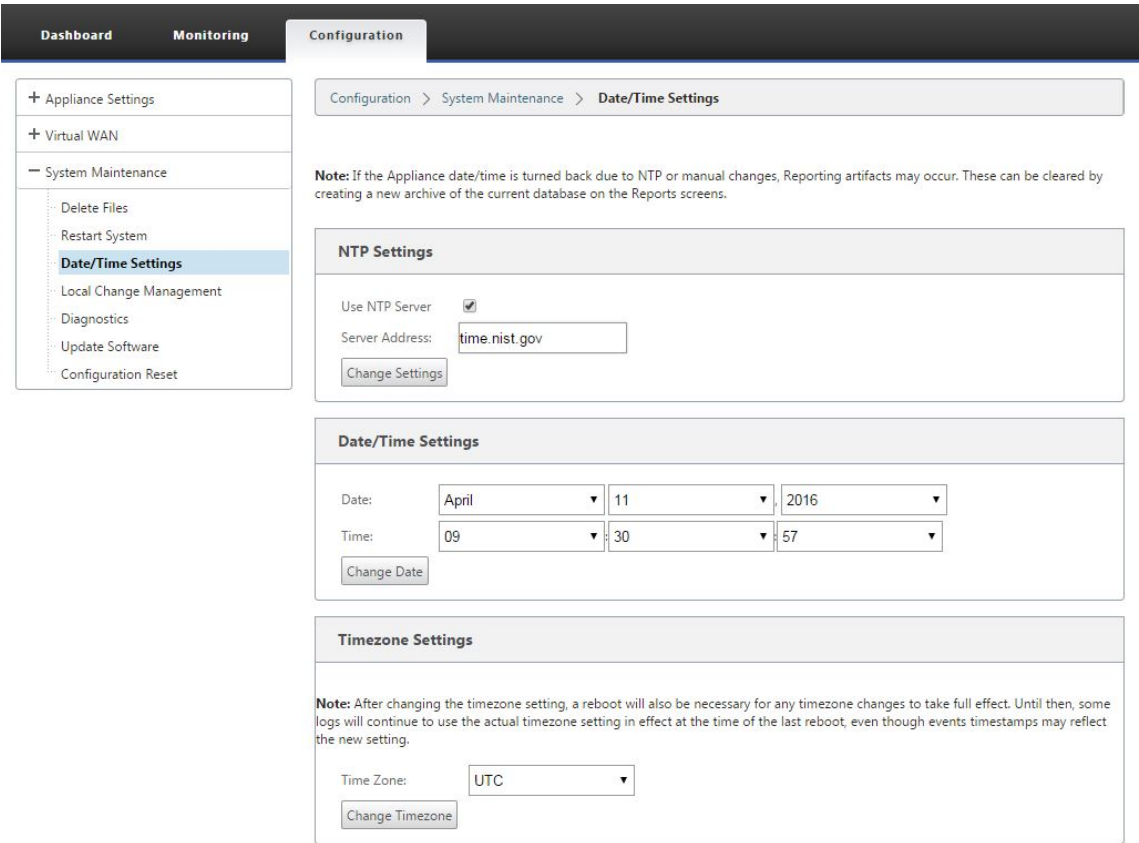 Dashboard Monitoring Configuration
+ Appliance Settings
+ Virtual WAN
− System Maintenance
Delete Files
Restart System
Date/Time Settings
Local Change Management
Diagnostics
Update Software
Configuration Reset
Configuration > System Maintenance > Date/Time Settings
Note: If the Appliance date/time is turned back due to NTP or manual changes, Reporting artifacts may occur. These can be cleared by
creating a new archive of the current database on the Reports screens.
NTP Settings
Use NTP Server
Server Address: time.nist.gov
Change Settings
Date/Time Settings
Date: April 11 , 2016
Time: 09 : 30 : 57
Change Date
Timezone Settings
Note: After changing the timezone setting, a reboot will also be necessary for any timezone changes to take full effect. Until then, some
logs will continue to use the actual timezone setting in effect at the time of the last reboot, even though events timestamps may reflect
the new setting.
Time Zone: UTC
Change Timezone